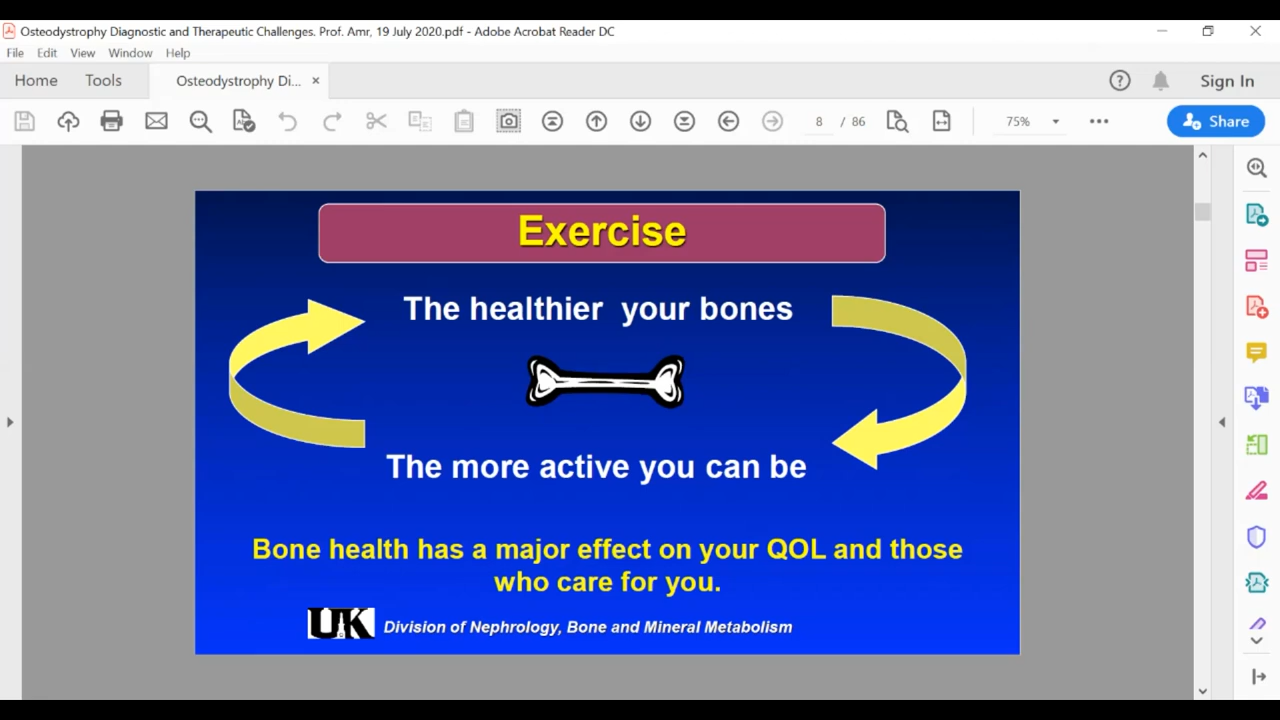 Osteodystrophy Diagnostic and Therapeutic Challenges. Prof. Amr, 19 July 2020.pdf - Adobe Acrobat Reader DC
File Edit View Window Help
Home Tools Osteodystrophy Di... × Sign In
8 / 86 75% Share
Exercise
The healthier your bones
The more active you can be
Bone health has a major effect on your QOL and those
who care for you.
UK Division of Nephrology, Bone and Mineral Metabolism